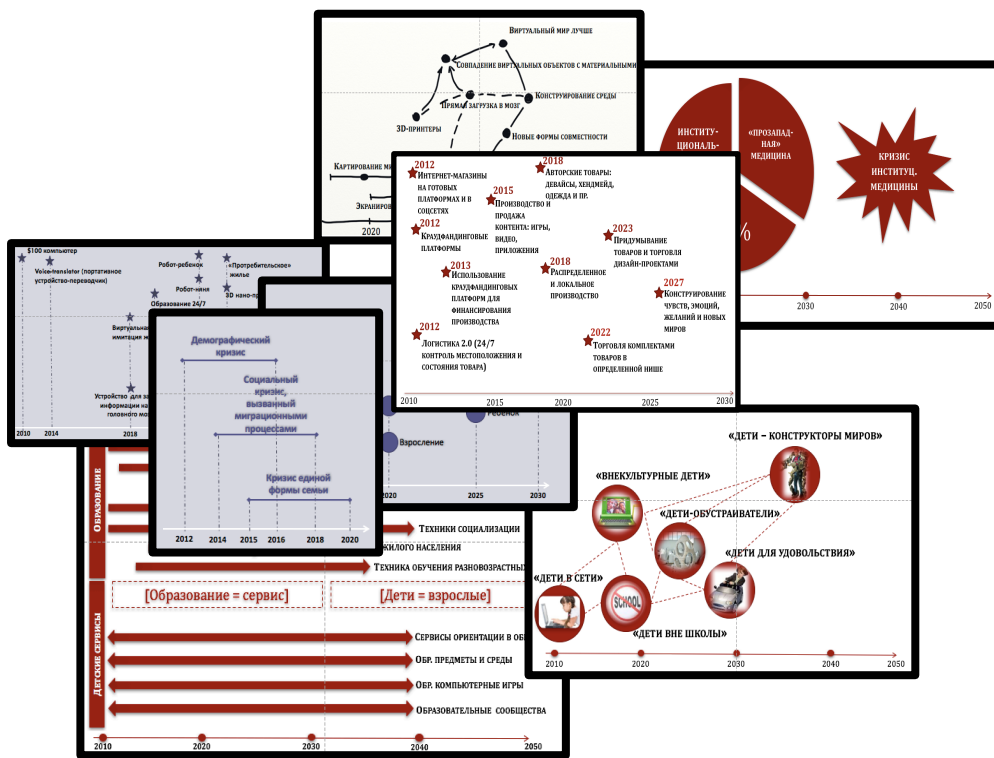 Виртуальный мир лучше
Совпадение виртуальных объектов с материальными
Прямая загрузка в мозг
Конструирование среды
3D-принтеры
Новые формы совместности
Картирование
2020
ИНСТИТУ-
ЦИОНАЛЬ-
«ПРОЗАПАД-
НАЯ»
МЕДИЦИНА
%
КРИЗИС
ИНСТИТУЦ.
МЕДИЦИНЫ
2030
2040
2050
2012
Интернет-магазины
на готовых
платформах и в
соцсетях
2012
Краудфандинговые
платформы
2013
Использование
краудфандинговых
платформ для
финансирования
производства
2012
Логистика 2.0 (24/7
контроль местоположения и
состояния товара)
2015
Производство и
продажа
контента: игры,
видео,
приложения
2018
Авторские товары:
девайсы, хендмейд,
одежда и пр.
2018
Распределенное
и локальное
производство
2023
Придумывание
товаров и торговля
дизайн-проектами
2022
Торговля комплектами
товаров в
определенной нише
2027
Конструирование
чувств, эмоций,
желаний и новых
миров
2010
2015
2020
2025
2030
$100 компьютер
Voice-translator (портативное
устройство-переводчик)
Робот-ребенок
«Протребительское»
жилье
Робот-няня
3D нано-
Образование 24/7
имитация
Устройство для
информации
головного
2010
2014
2018
Демографический
кризис
Социальный
кризис,
вызванный
миграционными
процессами
Кризис единой
формы семьи
2012
2014
2015
2016
2018
2020
Взросление
Ребенок
2020
2025
2030
Образование
Техники социализации
жилого населения
Техника обучения разновозрастных
[Образование = сервис]
[Дети = взрослые]
Детские сервисы
Сервисы ориентации в
Обр. предметы и среды
Обр. компьютерные игры
Образовательные сообщества
2010
2020
2030
2040
2050
«ДЕТИ – КОНСТРУКТОРЫ МИРОВ»
«ВНЕКУЛЬТУРНЫЕ ДЕТИ»
«ДЕТИ-ОБУСТРАИВАТЕЛИ»
«ДЕТИ ДЛЯ УДОВОЛЬСТВИЯ»
«ДЕТИ В СЕТИ»
SCHOOL
«ДЕТИ ВНЕ ШКОЛЫ»
2010
2020
2030
2040
2050